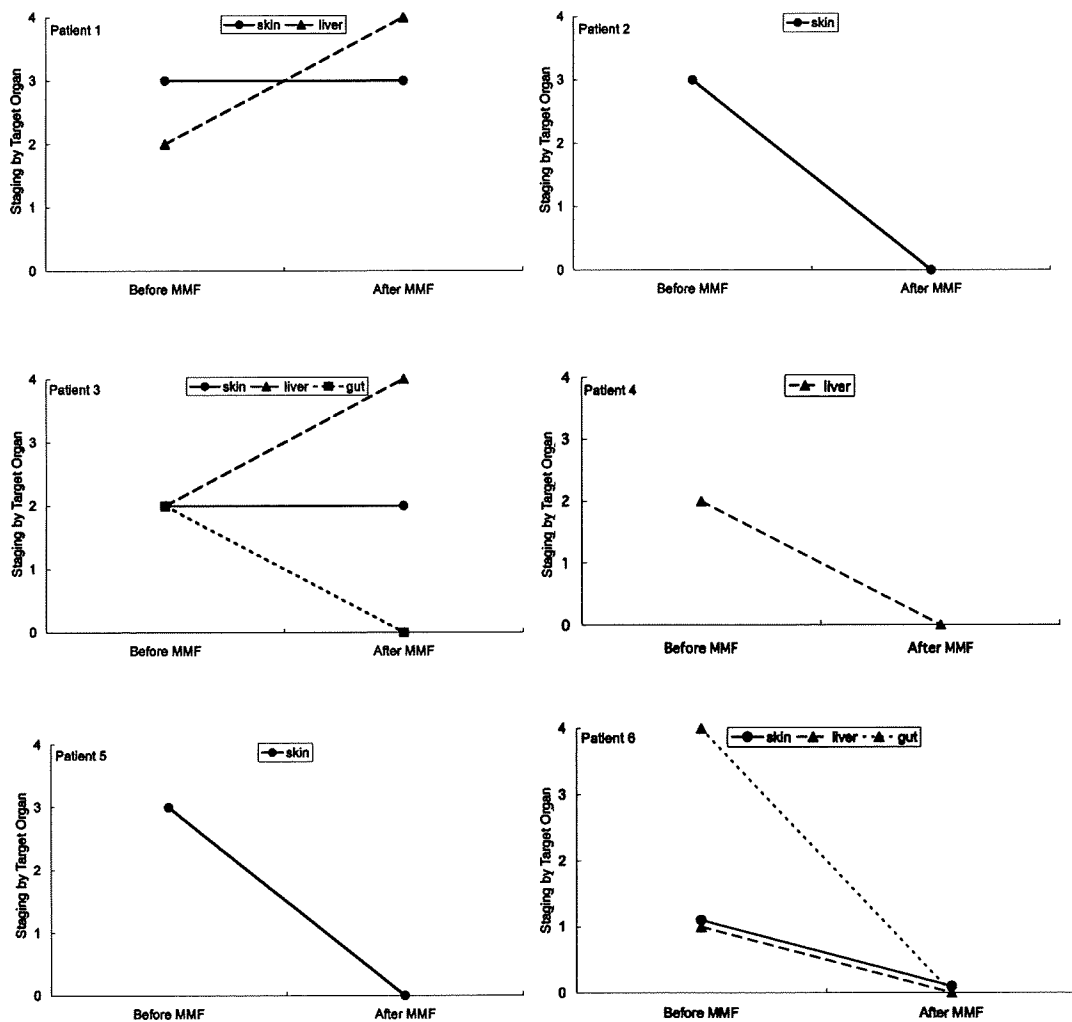 Patient 1
skin liver
Staging by Target Organ
4
3
2
1
0
Before MMF After MMF
Patient 2
skin
Staging by Target Organ
4
3
2
1
0
Before MMF After MMF
Patient 3
skin liver gut
Staging by Target Organ
4
3
2
1
0
Before MMF After MMF
Patient 4
liver
Staging by Target Organ
4
3
2
1
0
Before MMF After MMF
Patient 5
skin
Staging by Target Organ
4
3
2
1
0
Before MMF After MMF
Patient 6
skin liver gut
Staging by Target Organ
4
3
2
1
0
Before MMF After MMF